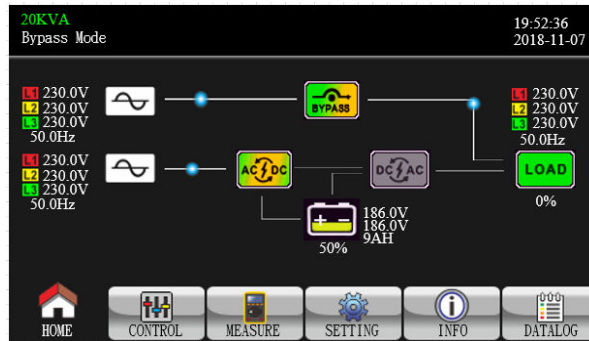 20KVA
Bypass Mode
19:52:36
2018-11-07
L1 230.0V
L2 230.0V
L3 230.0V
50.0Hz
BYPASS
L1 230.0V
L2 230.0V
L3 230.0V
50.0Hz
L1 230.0V
L2 230.0V
L3 230.0V
50.0Hz
AC DC
DC AC
LOAD
0%
+ -
50%
186.0V
186.0V
9AH
HOME
CONTROL
MEASURE
SETTING
INFO
DATALOG